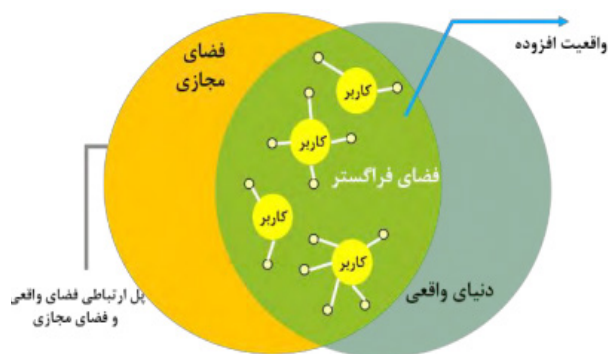 فضای
مجازی
واقعیت افزوده
کاربر
کاربر
فضای فراگستر
کاربر
کاربر
دنیای واقعی
پل ارتباطی فضای واقعی
و فضای مجازی